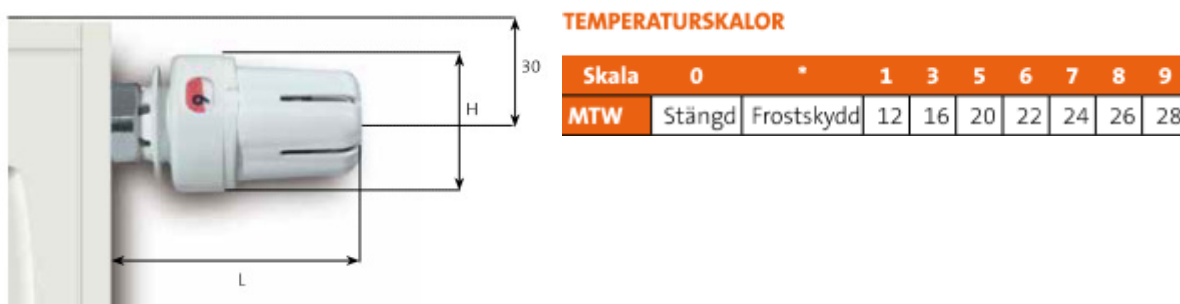 30
H
L
6
TEMPERATURSKALOR
Skala 0 * 1 3 5 6 7 8 9
MTW Stängd Frostskydd 12 16 20 22 24 26 28